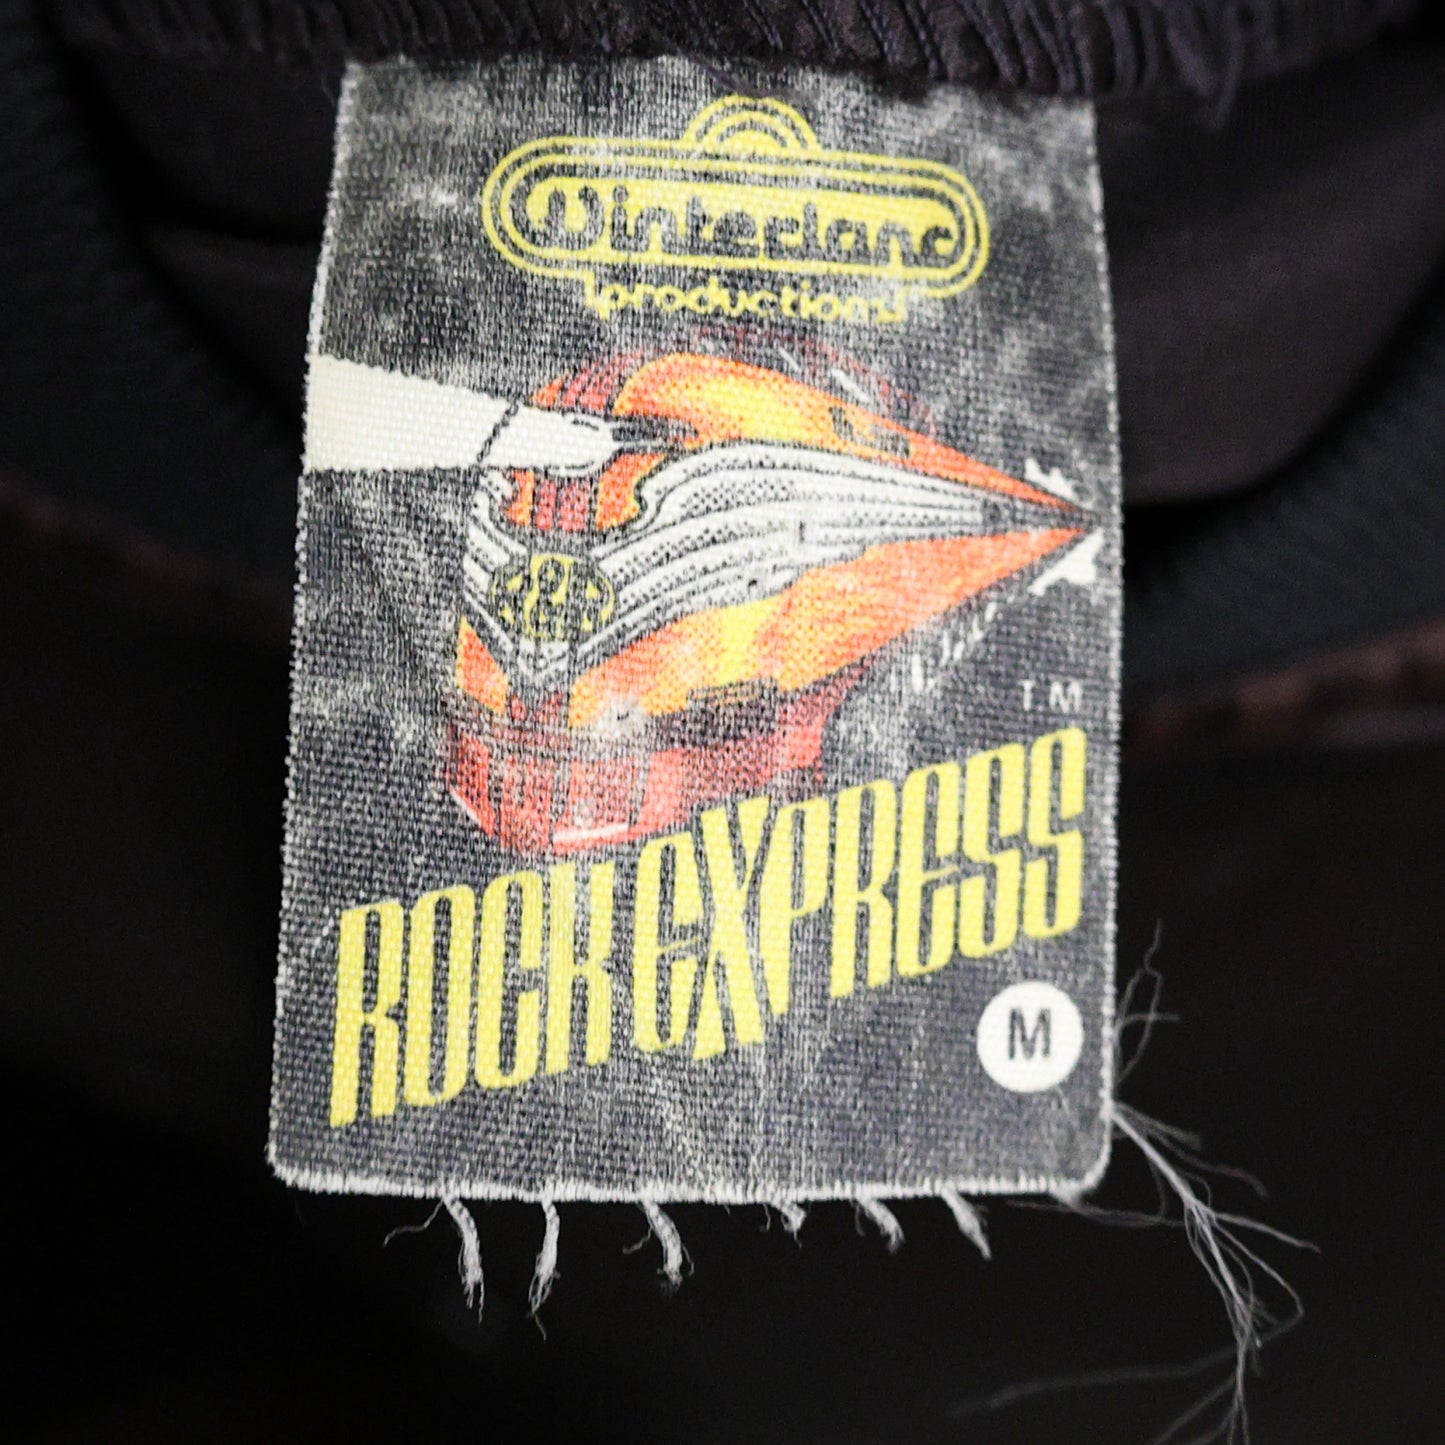 Winterland
productions
TM
ROCK EXPRESS
M